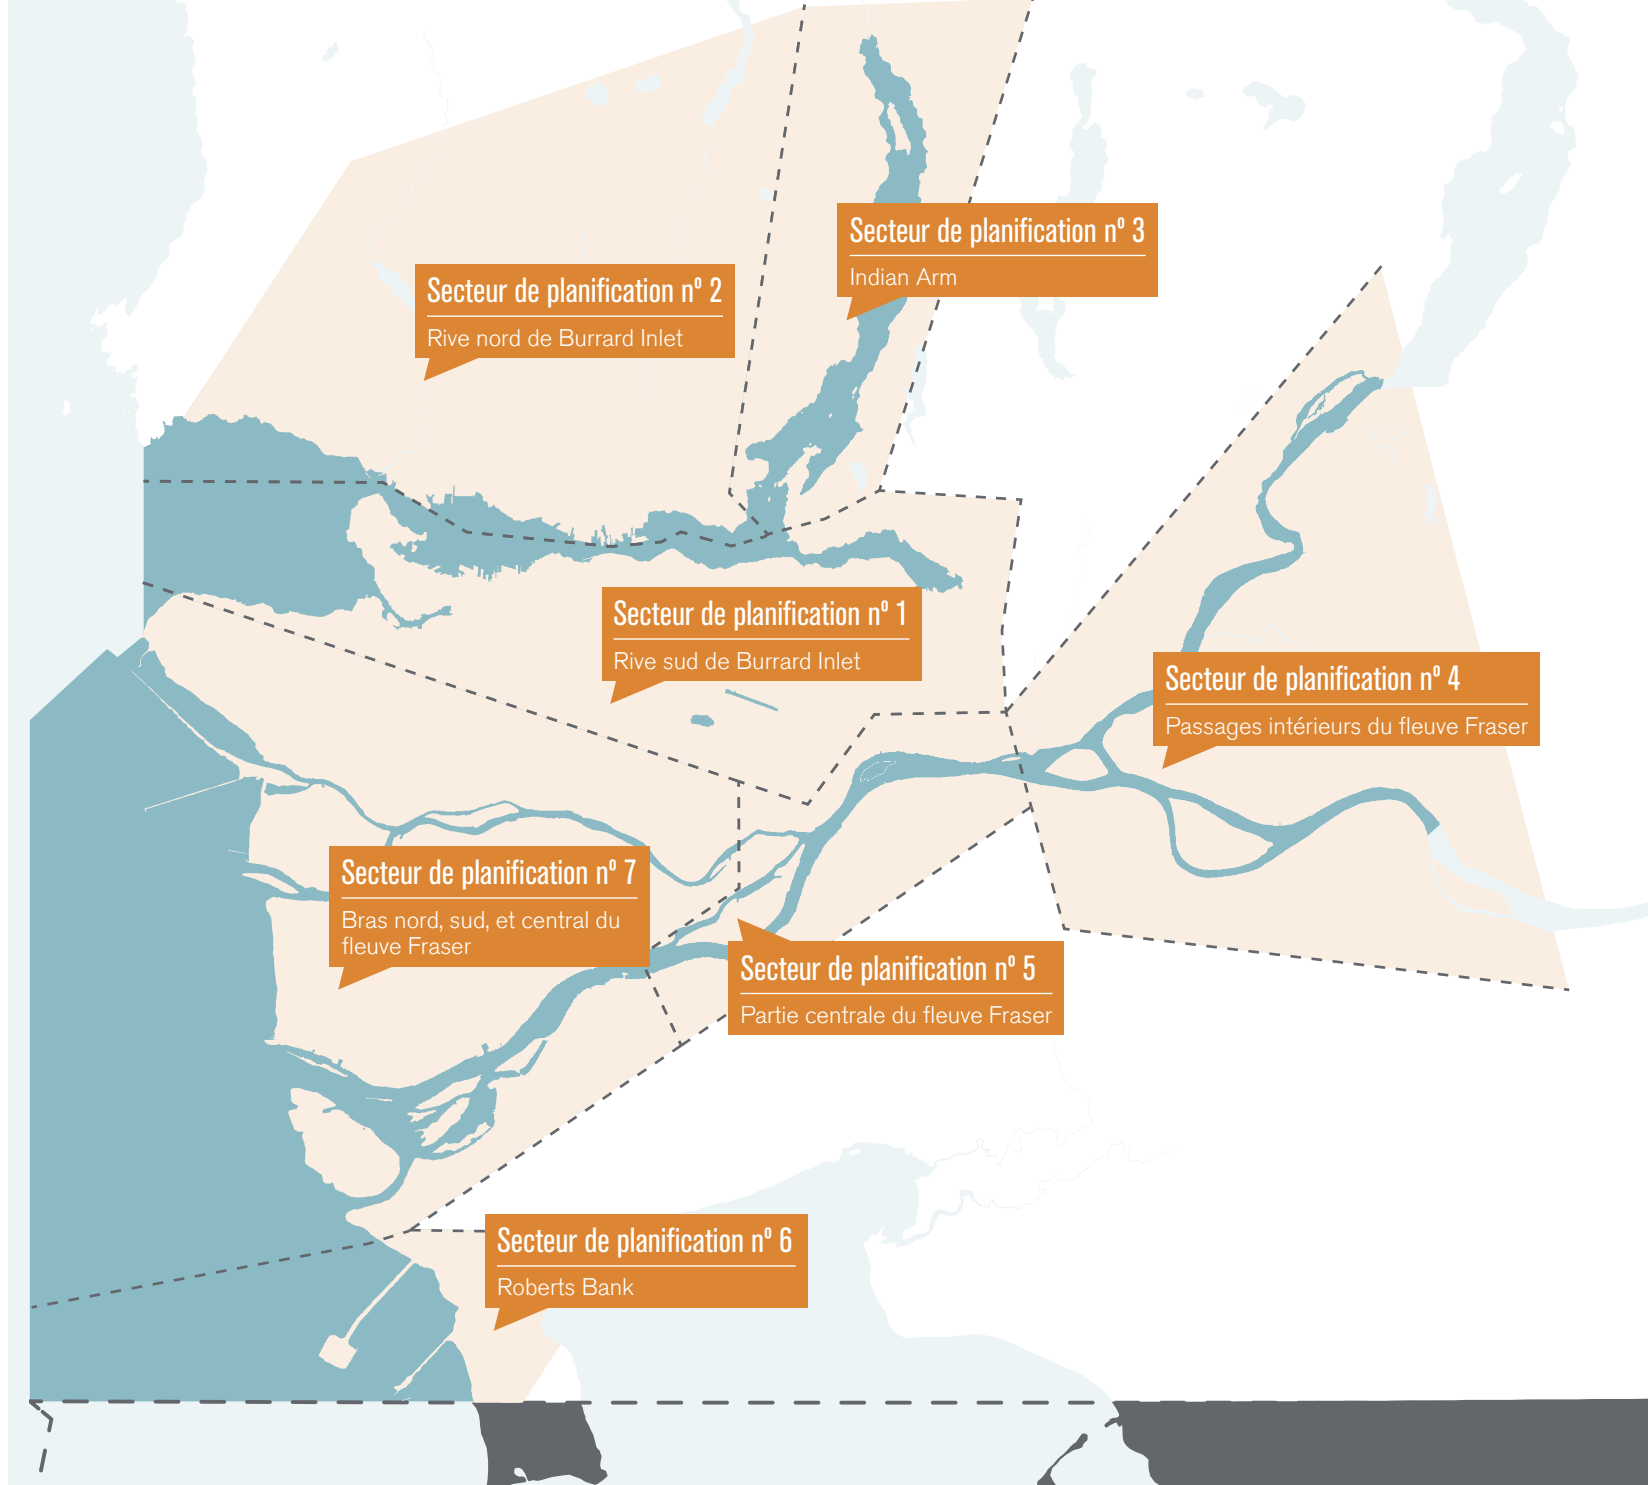 Secteur de planification nº 3
Indian Arm
Secteur de planification nº 2
Rive nord de Burrard Inlet
Secteur de planification nº 1
Rive sud de Burrard Inlet
Secteur de planification nº 4
Passages intérieurs du fleuve Fraser
Secteur de planification nº 7
Bras nord, sud, et central du
fleuve Fraser
Secteur de planification nº 5
Partie centrale du fleuve Fraser
Secteur de planification nº 6
Roberts Bank